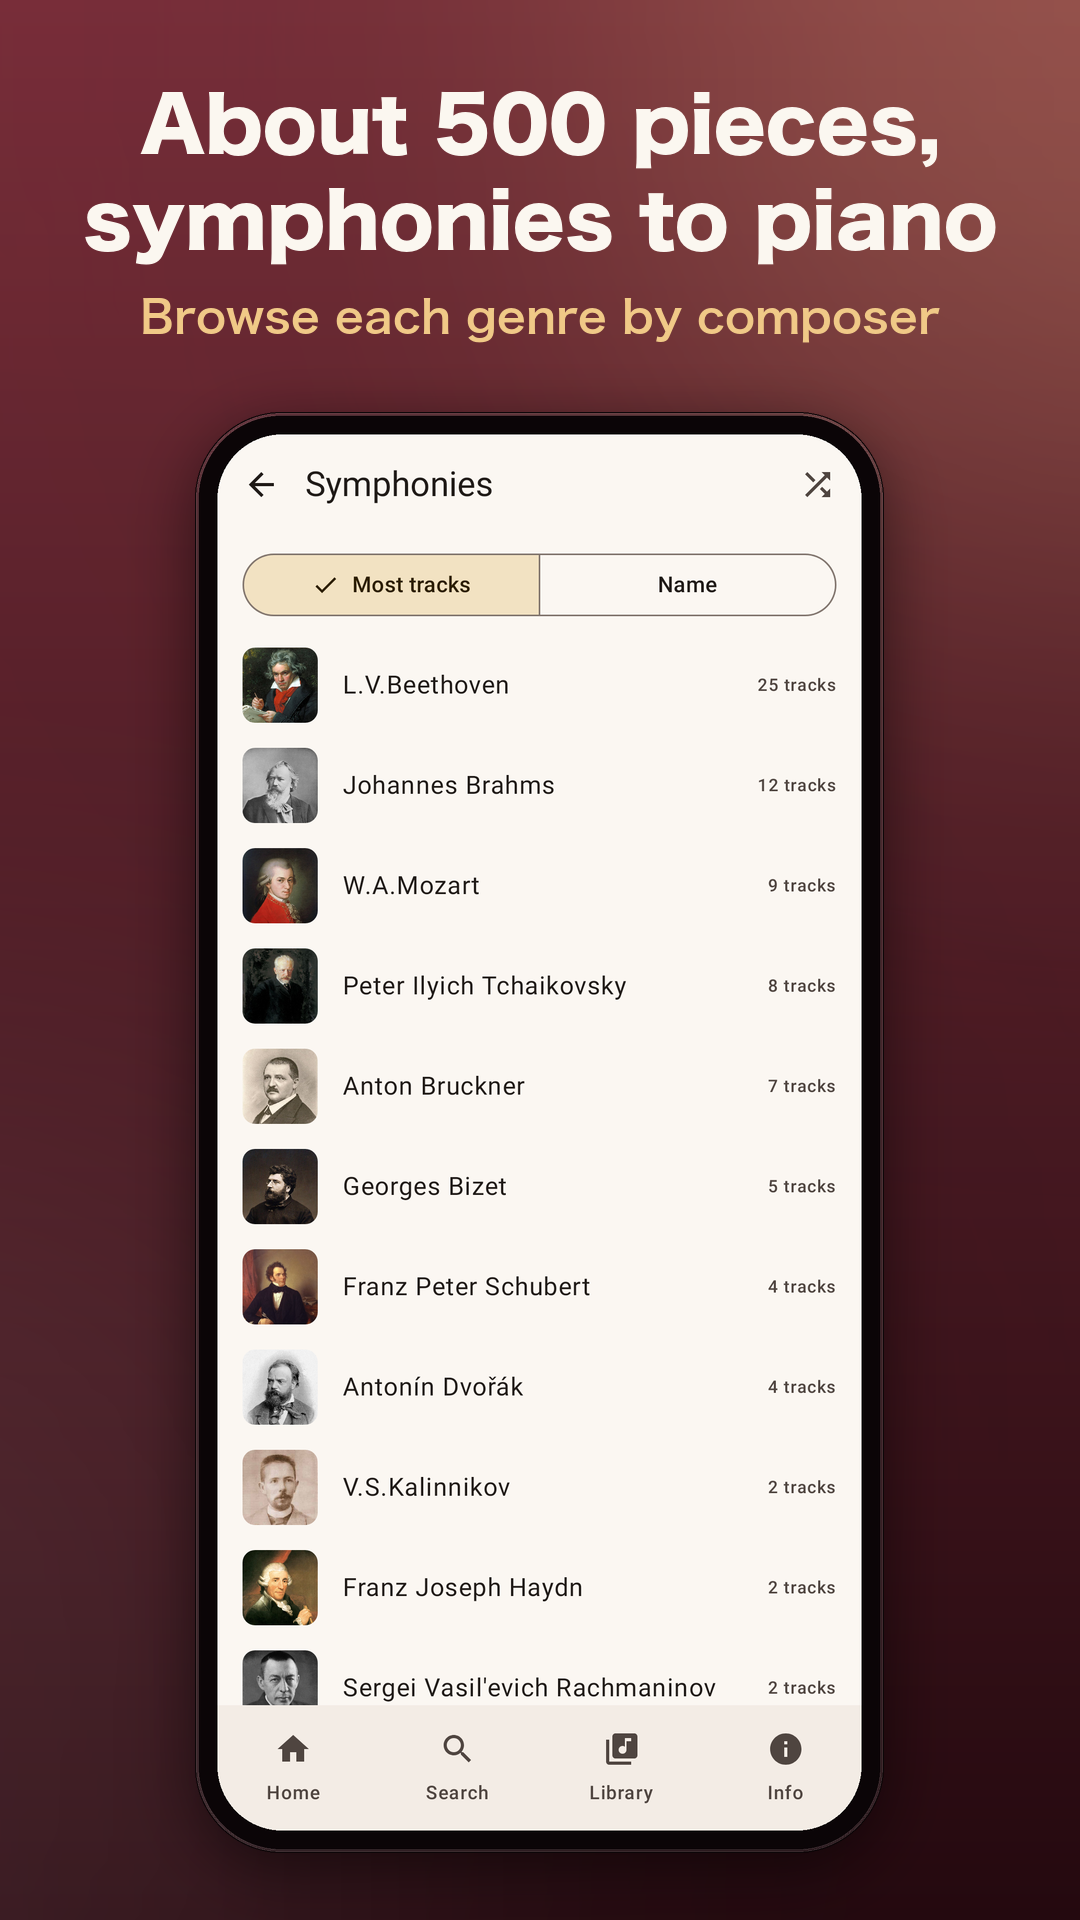 About 500 pieces,
symphonies to piano
Browse each genre by composer
Symphonies
Most tracks
Name
L.V.Beethoven
25 tracks
Johannes Brahms
12 tracks
W.A.Mozart
9 tracks
Peter Ilyich Tchaikovsky
8 tracks
Anton Bruckner
7 tracks
Georges Bizet
5 tracks
Franz Peter Schubert
4 tracks
Antonín Dvořák
4 tracks
V.S.Kalinnikov
2 tracks
Franz Joseph Haydn
2 tracks
Sergei Vasil'evich Rachmaninov
2 tracks
Home
Search
Library
Info